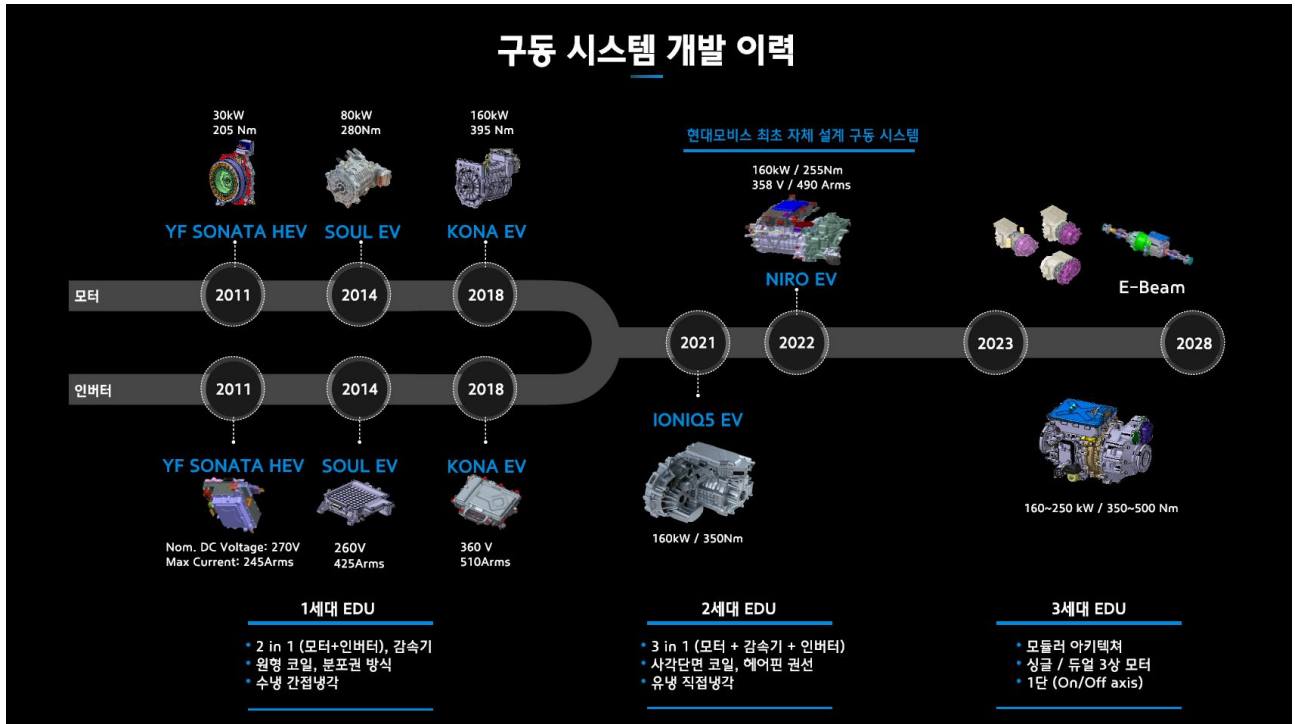 구동 시스템 개발 이력
30kW
205 Nm
80kW
280Nm
160kW
395 Nm
현대모비스 최초 자체 설계 구동 시스템
160kW / 255Nm
358 V / 490 Arms
YF SONATA HEV
SOUL EV
KONA EV
NIRO EV
E-Beam
모터
2011
2014
2018
2021
2022
2023
2028
인버터
2011
2014
2018
YF SONATA HEV
SOUL EV
KONA EV
IONIQ5 EV
Nom. DC Voltage: 270V
Max Current: 245Arms
260V
425Arms
360 V
510Arms
160kW / 350Nm
160~250 kW / 350~500 Nm
1세대 EDU
• 2 in 1 (모터+인버터), 감속기
• 원형 코일, 분포권 방식
• 수냉 간접냉각
2세대 EDU
• 3 in 1 (모터 + 감속기 + 인버터)
• 사각단면 코일, 헤어핀 권선
• 유냉 직접냉각
3세대 EDU
• 모듈러 아키텍쳐
• 싱글 / 듀얼 3상 모터
• 1단 (On/Off axis)